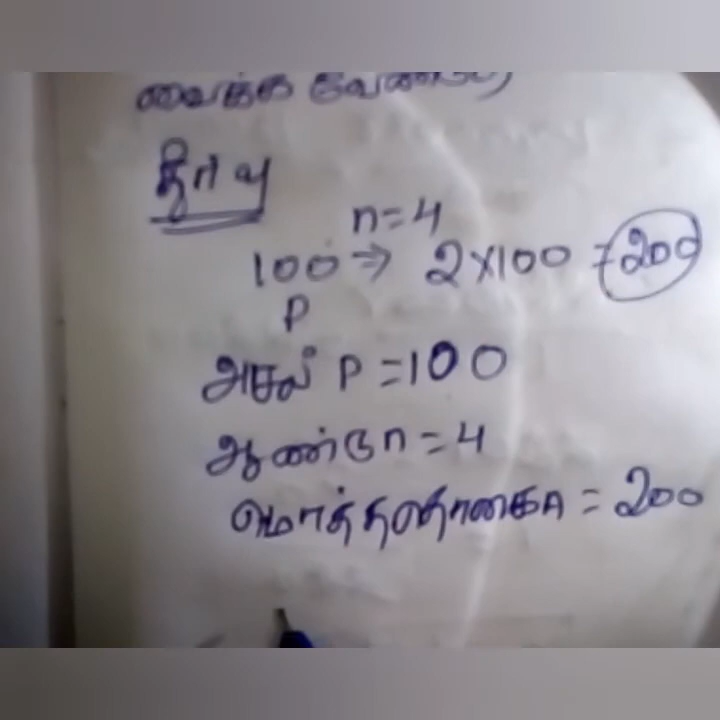 வைக்க வேண்டும்
தீர்வு
n=4
100 ⇒ 2×100 = 200
P
அசல் P = 100
ஆண்டு n = 4
மொத்ததொகை A = 200